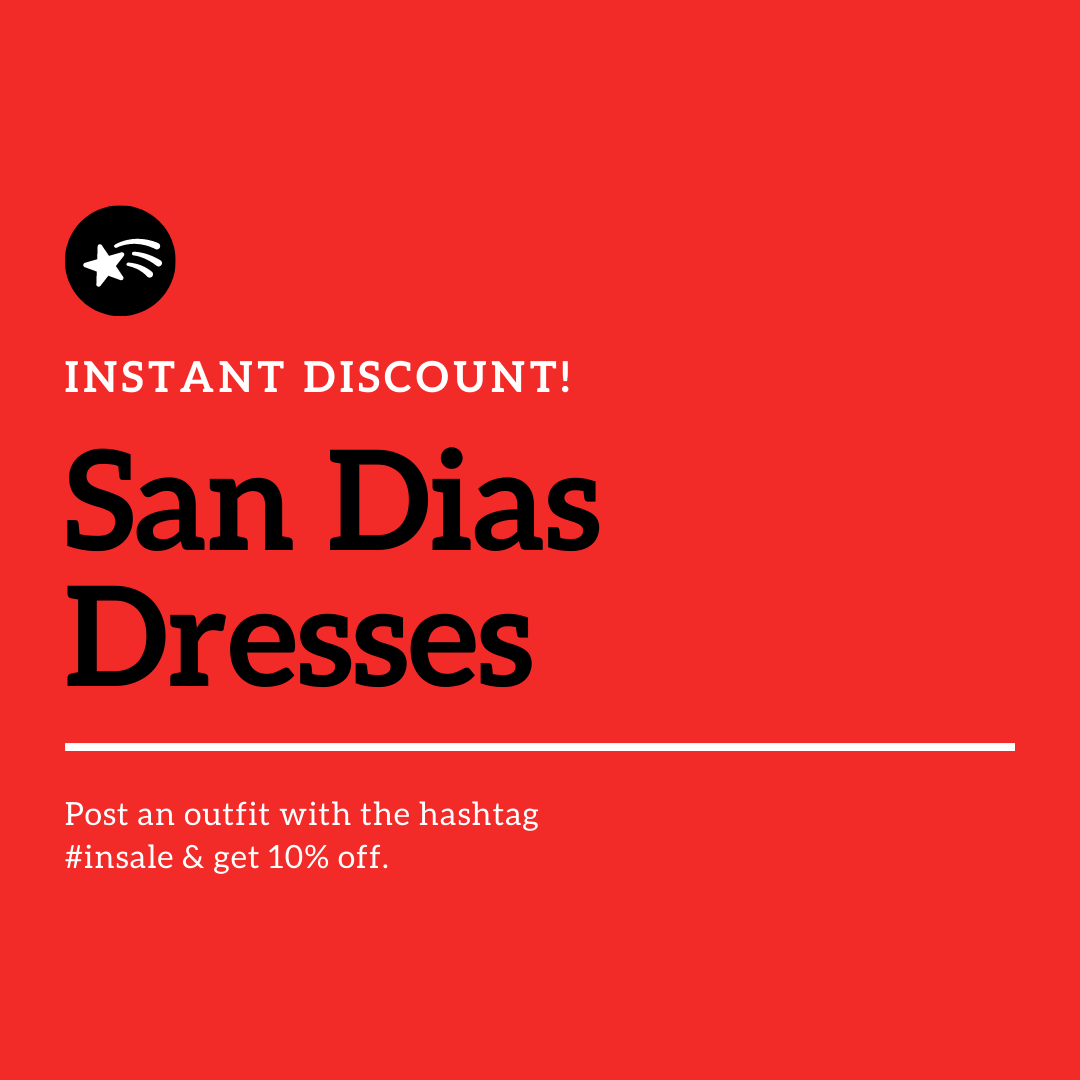 INSTANT DISCOUNT!
San Dias
Dresses
Post an outfit with the hashtag
#insale & get 10% off.